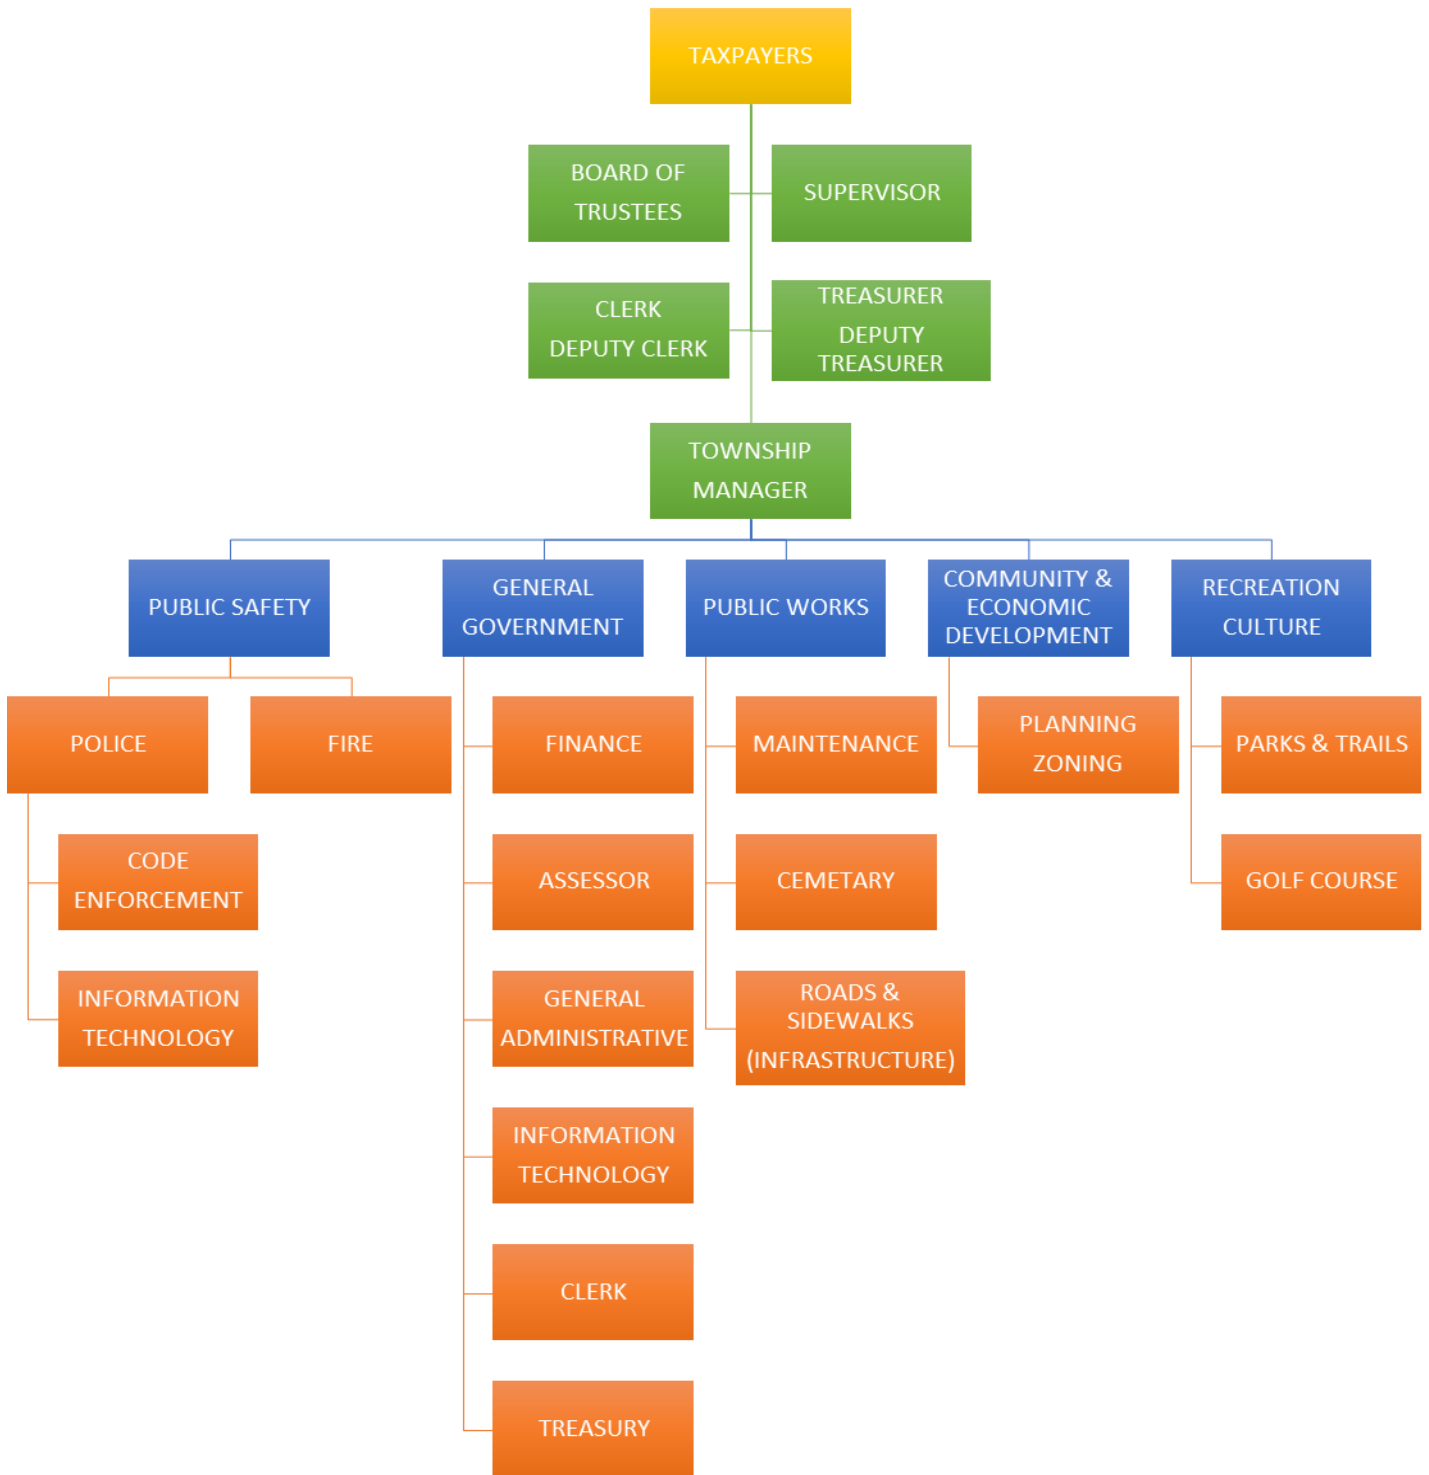 TAXPAYERS
BOARD OF
TRUSTEES
SUPERVISOR
CLERK
DEPUTY CLERK
TREASURER
DEPUTY
TREASURER
TOWNSHIP
MANAGER
PUBLIC SAFETY
GENERAL
GOVERNMENT
PUBLIC WORKS
COMMUNITY &
ECONOMIC
DEVELOPMENT
RECREATION
CULTURE
POLICE
FIRE
FINANCE
MAINTENANCE
PLANNING
ZONING
PARKS & TRAILS
CODE
ENFORCEMENT
ASSESSOR
CEMETARY
GOLF COURSE
INFORMATION
TECHNOLOGY
GENERAL
ADMINISTRATIVE
ROADS &
SIDEWALKS
(INFRASTRUCTURE)
INFORMATION
TECHNOLOGY
CLERK
TREASURY